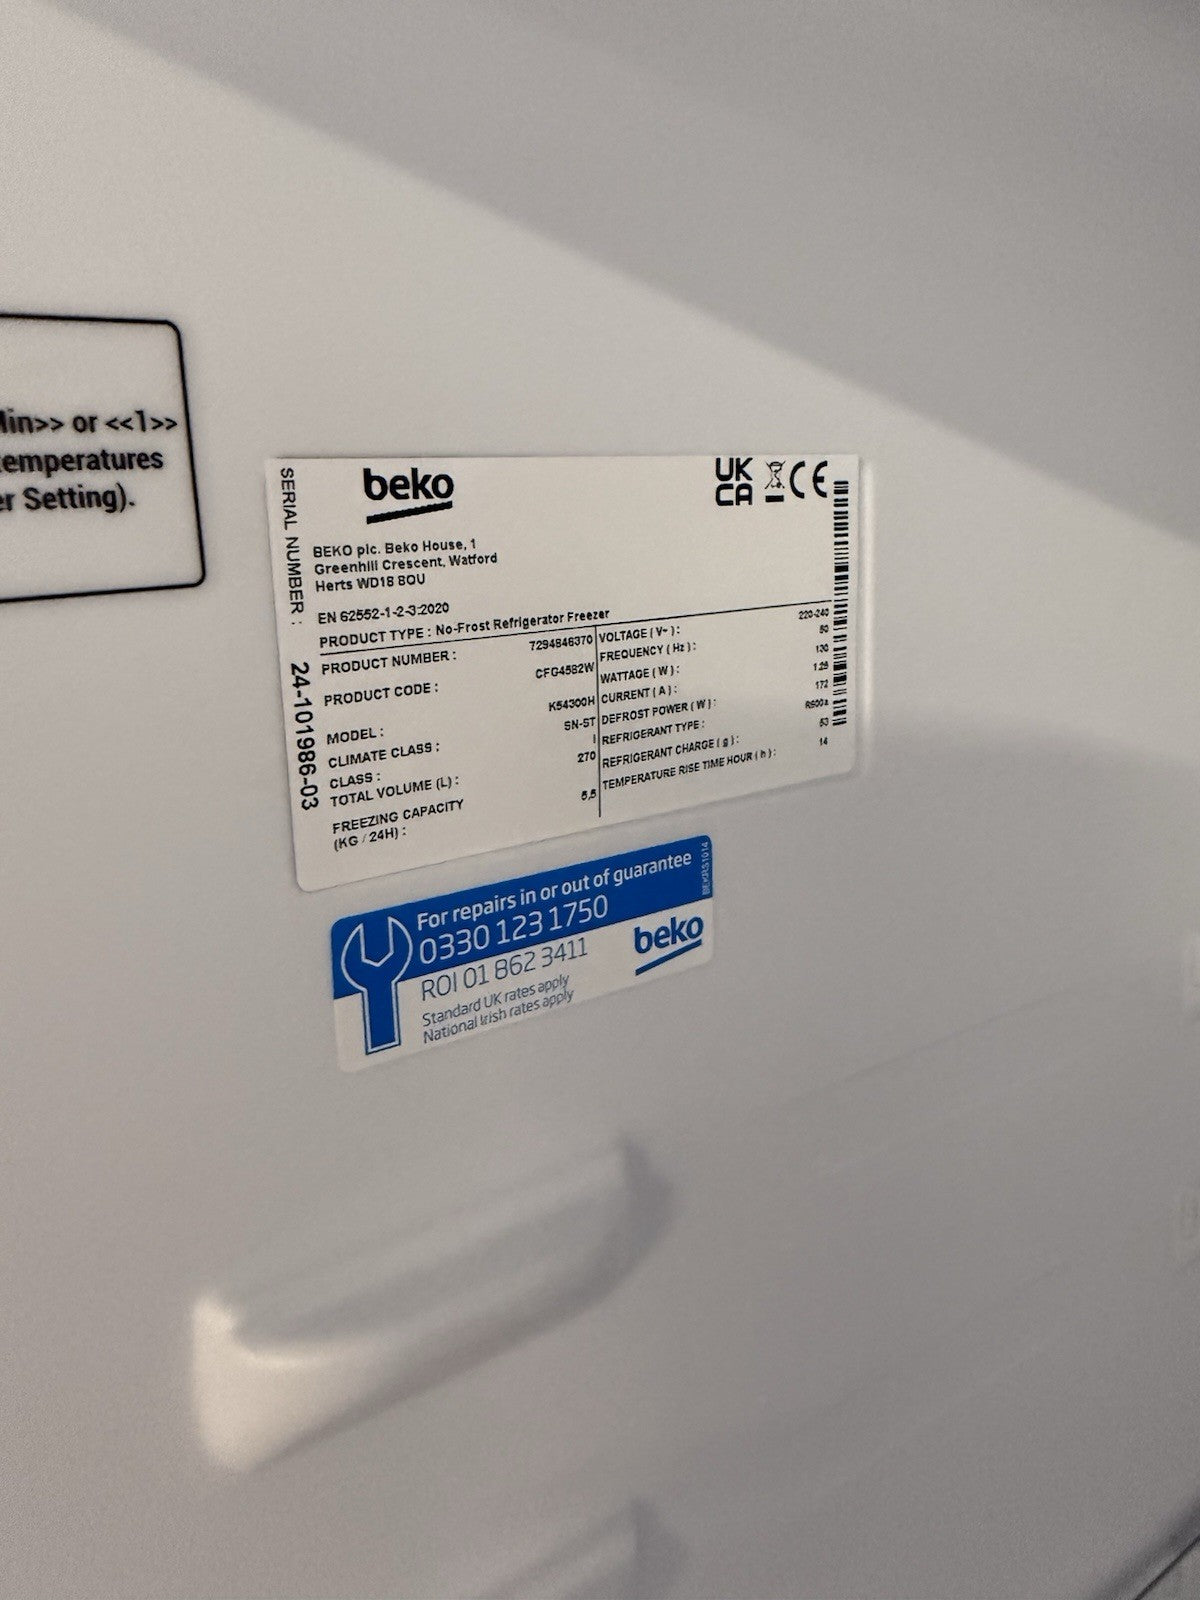 in>> or <<1>>
temperatures
er Setting).
SERIAL NUMBER : 24-101986-03
beko
UK
CA
CE
BEKO plc. Beko House, 1
Greenhill Crescent, Watford
Herts WD18 8QU
EN 62552-1-2-3:2020
PRODUCT TYPE : No-Frost Refrigerator Freezer
PRODUCT NUMBER : 7294846370
PRODUCT CODE : CFG4582W
MODEL : K54300H
CLIMATE CLASS : SN-ST
CLASS : I
TOTAL VOLUME (L) : 270
FREEZING CAPACITY
(KG / 24H) : 5,5
VOLTAGE ( V~ ) : 220-240
FREQUENCY ( Hz ) : 50
WATTAGE ( W ) : 130
CURRENT ( A ) : 1.29
DEFROST POWER ( W ) : 172
REFRIGERANT TYPE : R600a
REFRIGERANT CHARGE ( g ) : 53
TEMPERATURE RISE TIME HOUR ( h ) : 14
For repairs in or out of guarantee
0330 123 1750
ROI 01 862 3411
Standard UK rates apply
National Irish rates apply
beko